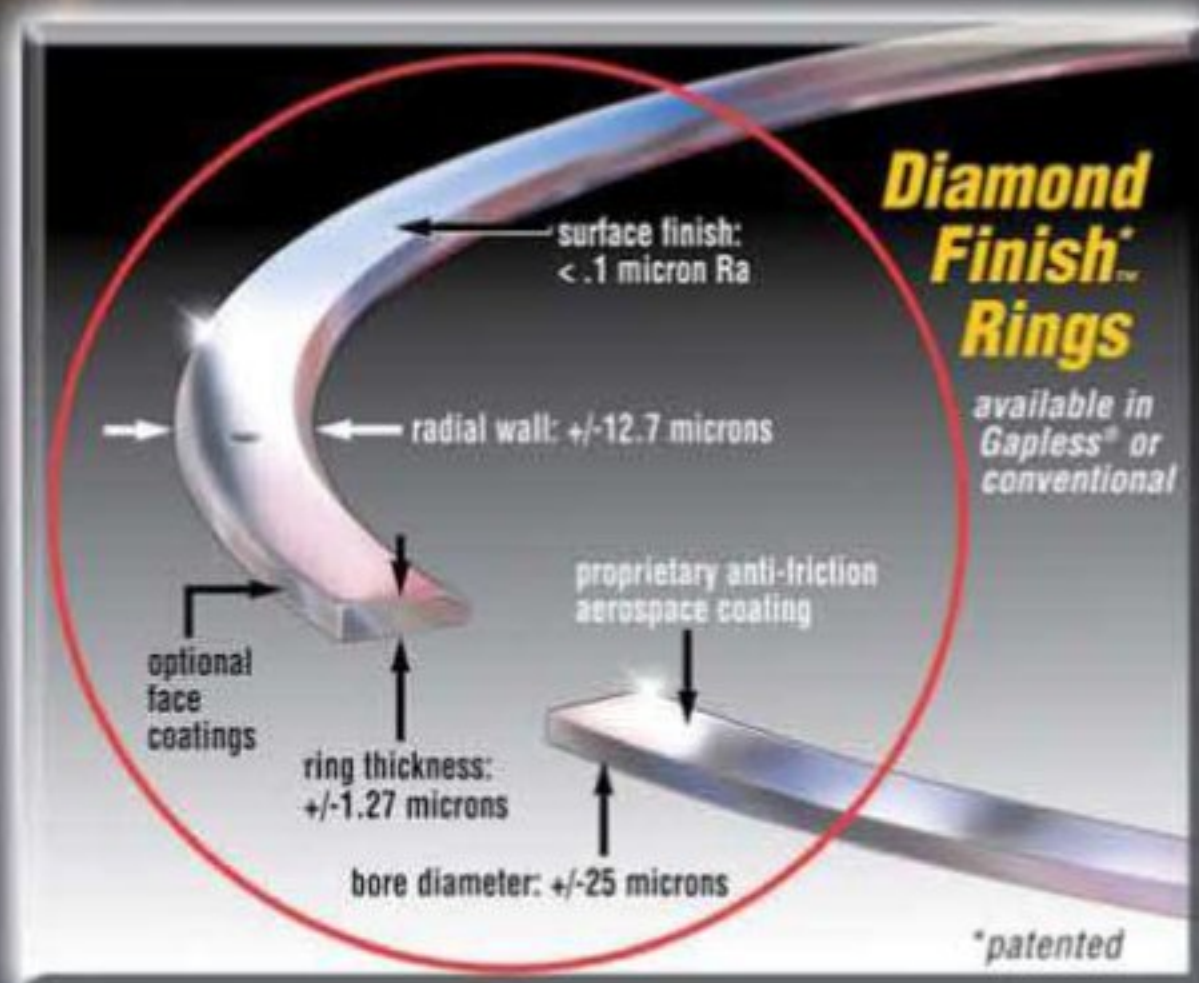 Diamond
Finish*™
Rings
available in
Gapless® or
conventional
surface finish:
< .1 micron Ra
radial wall: +/-12.7 microns
proprietary anti-friction
aerospace coating
optional
face
coatings
ring thickness:
+/-1.27 microns
bore diameter: +/-25 microns
*patented